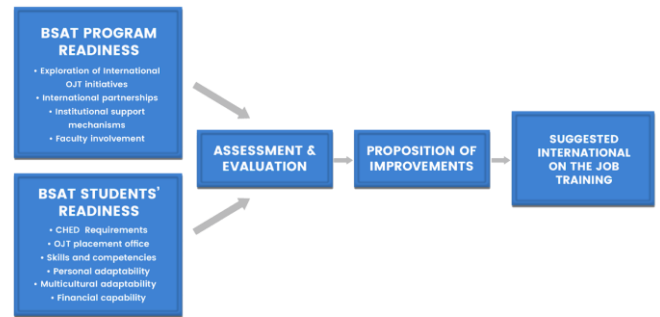 BSAT PROGRAM
READINESS
• Exploration of International
OJT initiatives
• International partnerships
• Institutional support
mechanisms
• Faculty involvement
BSAT STUDENTS'
READINESS
• CHED Requirements
• OJT placement office
• Skills and competencies
• Personal adaptability
• Multicultural adaptability
• Financial capability
ASSESSMENT &
EVALUATION
PROPOSITION OF
IMPROVEMENTS
SUGGESTED
INTERNATIONAL
ON THE JOB
TRAINING